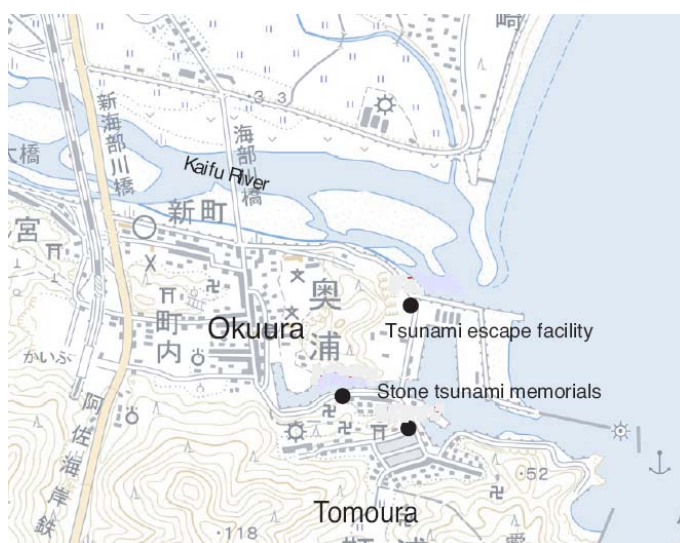 崎
3.3
新海部川橋
海部川橋
大橋
Kaifu River
新町
宮
町内
奥浦
Okuura
Tsunami escape facility
かいふ
Stone tsunami memorials
阿佐海岸鉄
・52
・118
Tomoura